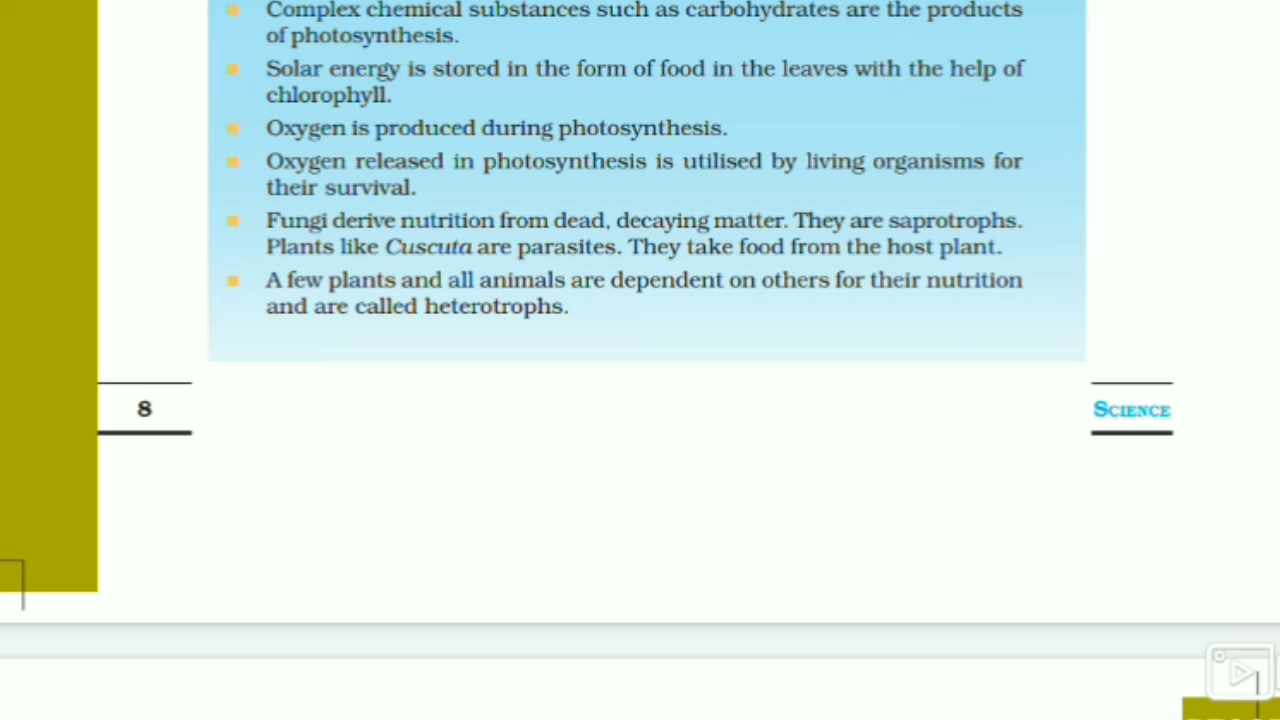 Complex chemical substances such as carbohydrates are the products
of photosynthesis.
Solar energy is stored in the form of food in the leaves with the help of
chlorophyll.
Oxygen is produced during photosynthesis.
Oxygen released in photosynthesis is utilised by living organisms for
their survival.
Fungi derive nutrition from dead, decaying matter. They are saprotrophs.
Plants like Cuscuta are parasites. They take food from the host plant.
A few plants and all animals are dependent on others for their nutrition
and are called heterotrophs.
8
SCIENCE